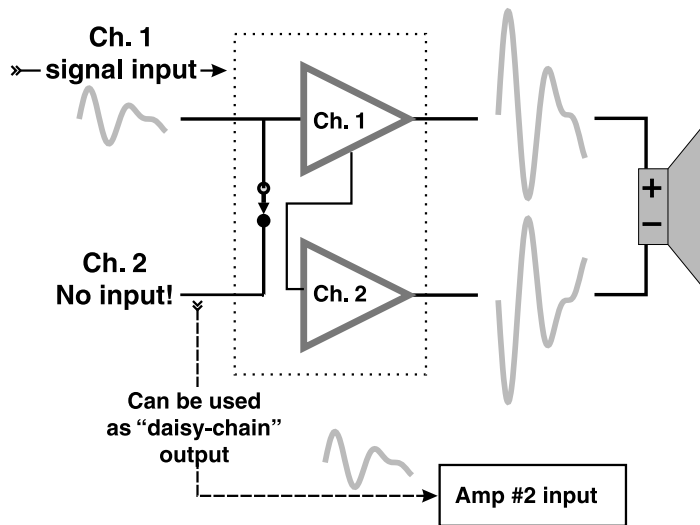 Ch. 1
signal input
Ch. 1
+
−
Ch. 2
No input!
Ch. 2
Can be used
as “daisy-chain”
output
Amp #2 input